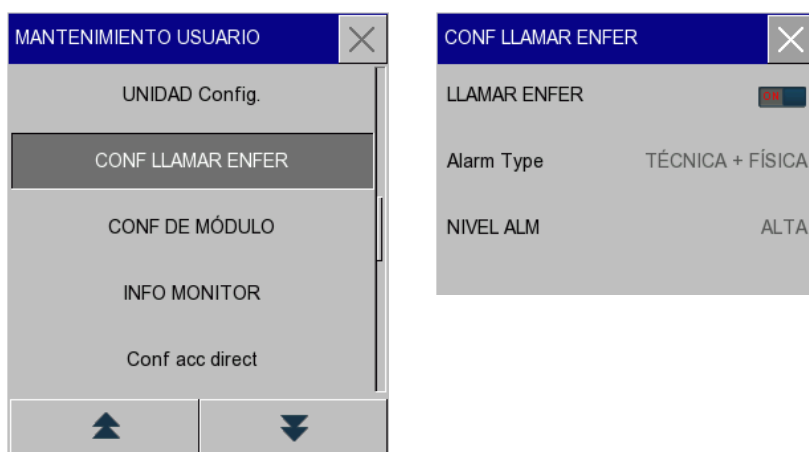 MANTENIMIENTO USUARIO
UNIDAD Config.
CONF LLAMAR ENFER
CONF DE MÓDULO
INFO MONITOR
Conf acc direct
CONF LLAMAR ENFER
LLAMAR ENFER ON
Alarm Type TÉCNICA + FÍSICA
NIVEL ALM ALTA